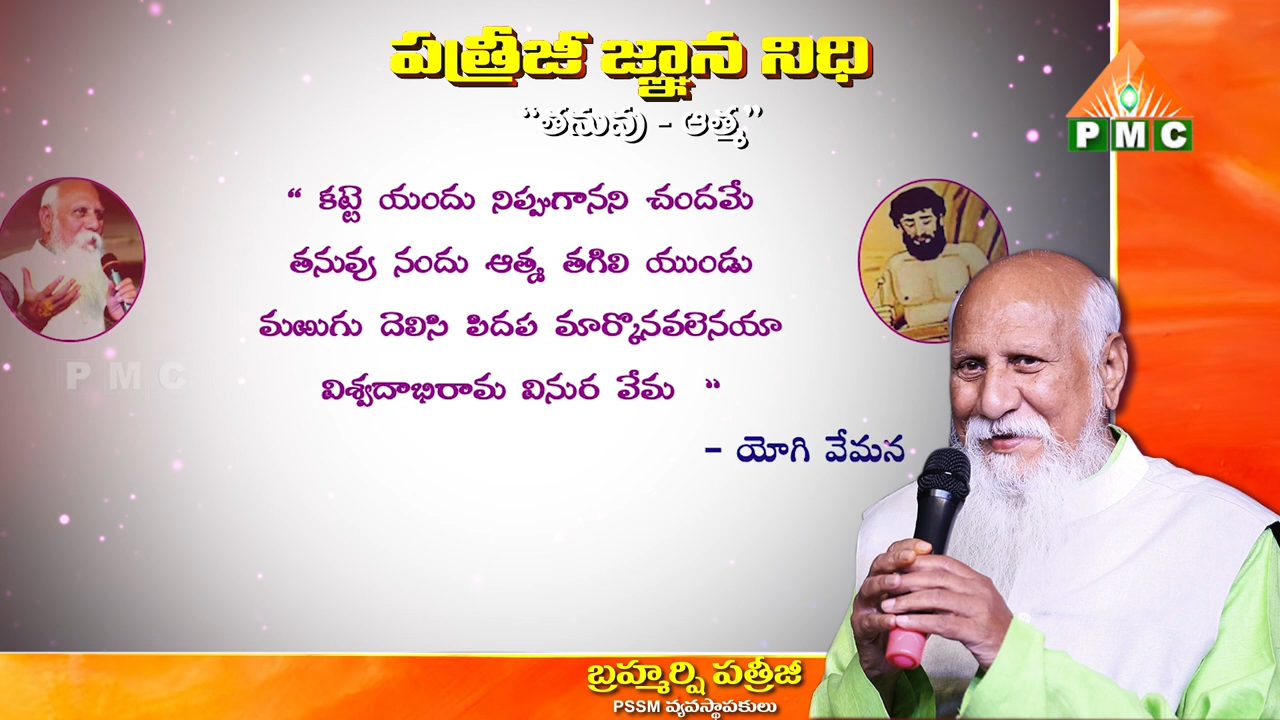 పత్రీజీ జ్ఞాన నిధి
“తనువు - ఆత్మ”
PMC
“ కట్టె యందు నిప్పుగానని చందమే
తనువు నందు ఆత్మ తగిలి యుండు
మఱుగు దెలిసి పిదప మార్కొనవలెనయా
PMC
విశ్వదాభిరామ వినుర వేమ ”
- యోగి వేమన
బ్రహ్మర్షి పత్రీజీ
PSSM వ్యవస్థాపకులు